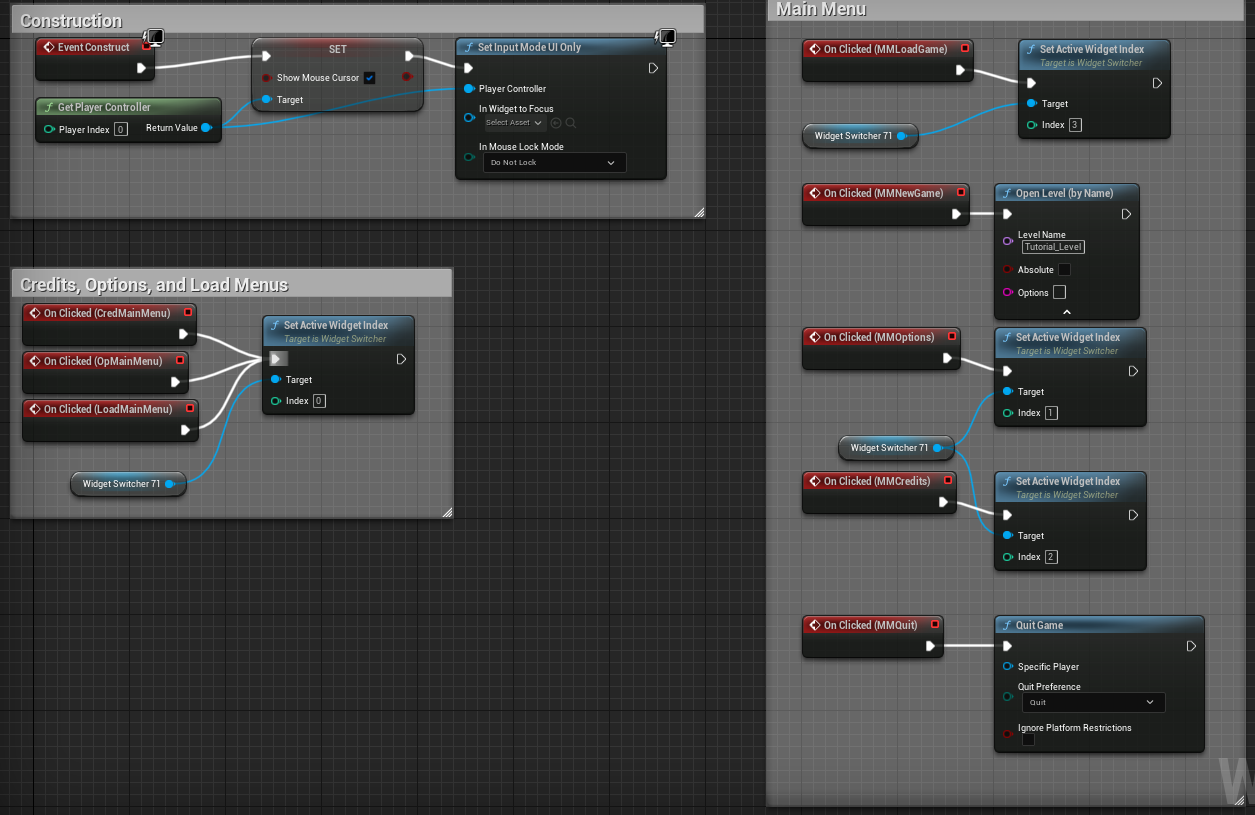 Construction
Event Construct
SET
Show Mouse Cursor
Target
Get Player Controller
Player Index 0
Return Value
Set Input Mode UI Only
Player Controller
In Widget to Focus
Select Asset
In Mouse Lock Mode
Do Not Lock
Credits, Options, and Load Menus
On Clicked (CredMainMenu)
On Clicked (OpMainMenu)
On Clicked (LoadMainMenu)
Widget Switcher 71
Set Active Widget Index
Target is Widget Switcher
Target
Index 0
Main Menu
On Clicked (MMLoadGame)
Set Active Widget Index
Target is Widget Switcher
Target
Index 3
Widget Switcher 71
On Clicked (MMNewGame)
Open Level (by Name)
Level Name
Tutorial_Level
Absolute
Options
On Clicked (MMOptions)
Set Active Widget Index
Target is Widget Switcher
Target
Index 1
Widget Switcher 71
On Clicked (MMCredits)
Set Active Widget Index
Target is Widget Switcher
Target
Index 2
On Clicked (MMQuit)
Quit Game
Specific Player
Quit Preference
Quit
Ignore Platform Restrictions